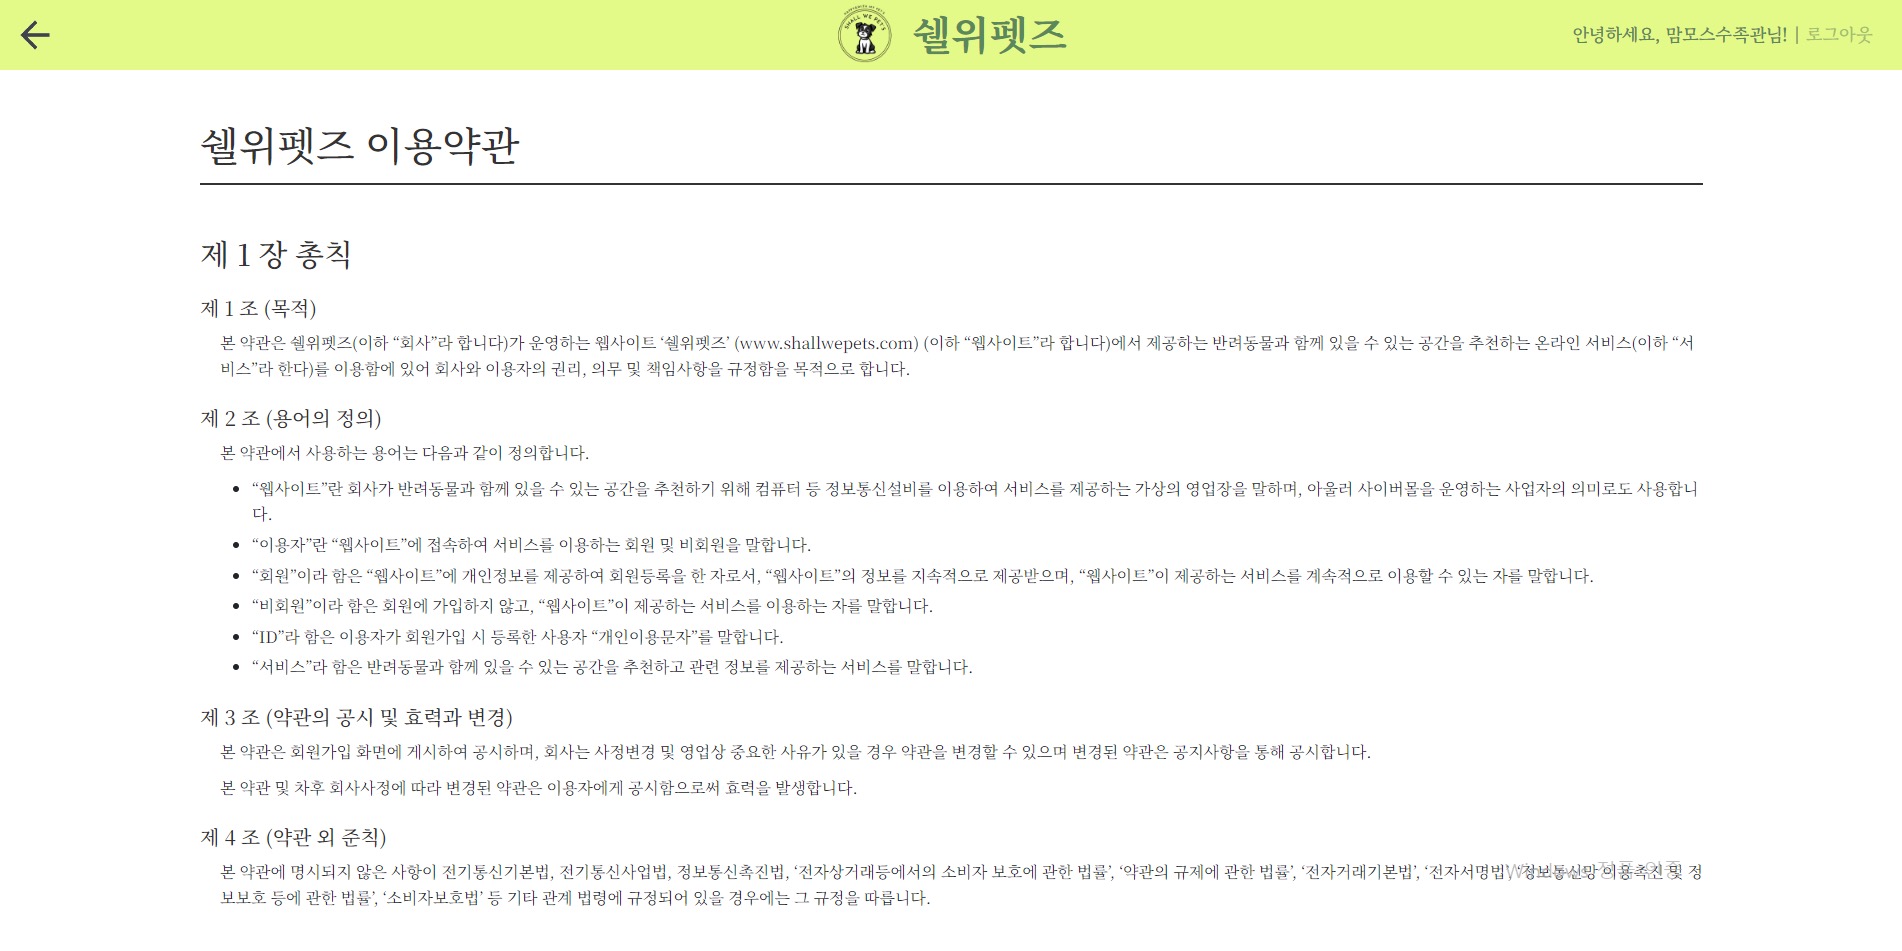 SHALL WE PETS
쉘위펫즈
안녕하세요, 맘모스수족관님! | 로그아웃
쉘위펫즈 이용약관
제 1 장 총칙
제 1 조 (목적)
본 약관은 쉘위펫즈(이하 “회사”라 합니다)가 운영하는 웹사이트 ‘쉘위펫즈’ (www.shallwepets.com) (이하 “웹사이트”라 합니다)에서 제공하는 반려동물과 함께 있을 수 있는 공간을 추천하는 온라인 서비스(이하 “서
비스”라 한다)를 이용함에 있어 회사와 이용자의 권리, 의무 및 책임사항을 규정함을 목적으로 합니다.
제 2 조 (용어의 정의)
본 약관에서 사용하는 용어는 다음과 같이 정의합니다.
• “웹사이트”란 회사가 반려동물과 함께 있을 수 있는 공간을 추천하기 위해 컴퓨터 등 정보통신설비를 이용하여 서비스를 제공하는 가상의 영업장을 말하며, 아울러 사이버몰을 운영하는 사업자의 의미로도 사용합니
다.
• “이용자”란 “웹사이트”에 접속하여 서비스를 이용하는 회원 및 비회원을 말합니다.
• “회원”이라 함은 “웹사이트”에 개인정보를 제공하여 회원등록을 한 자로서, “웹사이트”의 정보를 지속적으로 제공받으며, “웹사이트”이 제공하는 서비스를 계속적으로 이용할 수 있는 자를 말합니다.
• “비회원”이라 함은 회원에 가입하지 않고, “웹사이트”이 제공하는 서비스를 이용하는 자를 말합니다.
• “ID”라 함은 이용자가 회원가입 시 등록한 사용자 “개인이용문자”를 말합니다.
• “서비스”라 함은 반려동물과 함께 있을 수 있는 공간을 추천하고 관련 정보를 제공하는 서비스를 말합니다.
제 3 조 (약관의 공시 및 효력과 변경)
본 약관은 회원가입 화면에 게시하여 공시하며, 회사는 사정변경 및 영업상 중요한 사유가 있을 경우 약관을 변경할 수 있으며 변경된 약관은 공지사항을 통해 공시합니다.
본 약관 및 차후 회사사정에 따라 변경된 약관은 이용자에게 공시함으로써 효력을 발생합니다.
제 4 조 (약관 외 준칙)
본 약관에 명시되지 않은 사항이 전기통신기본법, 전기통신사업법, 정보통신촉진법, ‘전자상거래등에서의 소비자 보호에 관한 법률’, ‘약관의 규제에 관한 법률’, ‘전자거래기본법’, ‘전자서명법’, ‘정보통신망 이용촉진 및 정
보보호 등에 관한 법률’, ‘소비자보호법’ 등 기타 관계 법령에 규정되어 있을 경우에는 그 규정을 따릅니다.
Windows 정품 인증